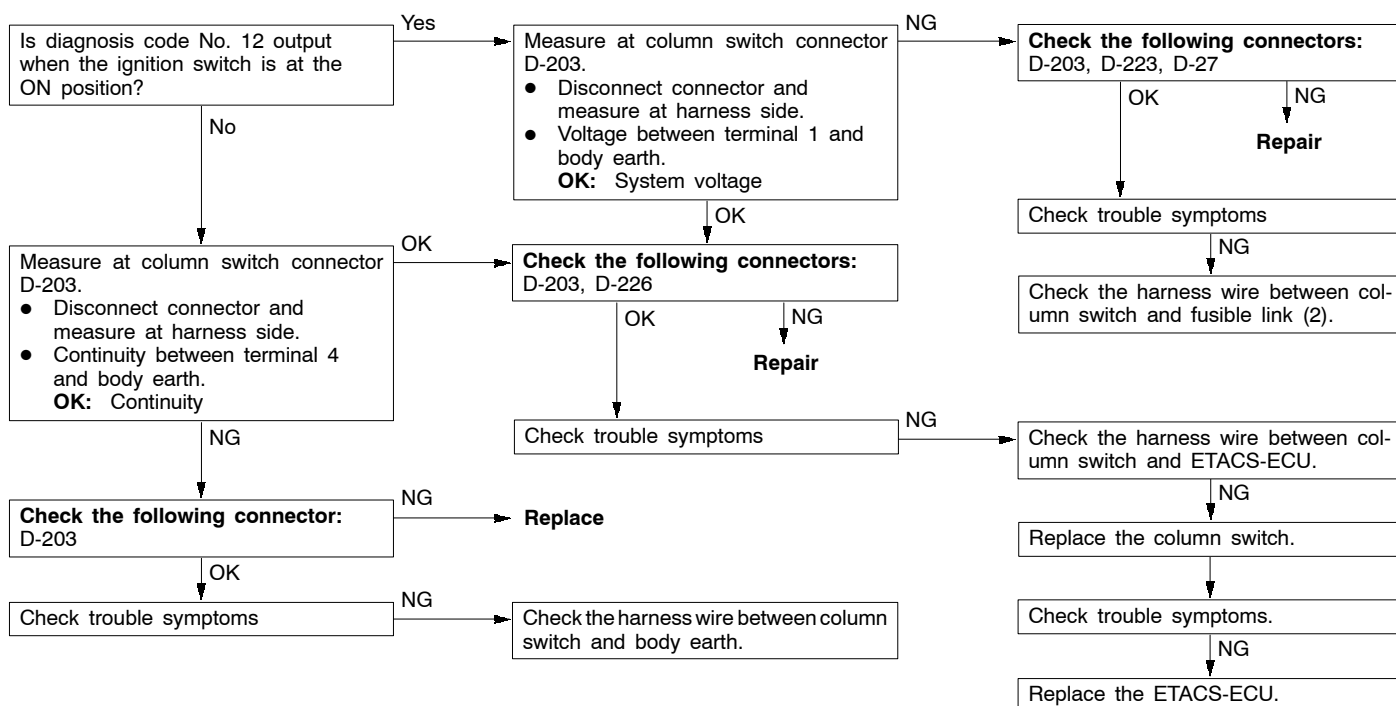 Is diagnosis code No. 12 output
when the ignition switch is at the
ON position?
Yes
No
Measure at column switch connector
D-203.
● Disconnect connector and
measure at harness side.
● Voltage between terminal 1 and
body earth.
OK: System voltage
NG
OK
Check the following connectors:
D-203, D-223, D-27
OK
NG
Repair
Check trouble symptoms
NG
Check the harness wire between col-
umn switch and fusible link (2).
Measure at column switch connector
D-203.
● Disconnect connector and
measure at harness side.
● Continuity between terminal 4
and body earth.
OK: Continuity
OK
NG
Check the following connectors:
D-203, D-226
OK
NG
Repair
Check trouble symptoms
NG
Check the harness wire between col-
umn switch and ETACS-ECU.
NG
Replace the column switch.
Check trouble symptoms.
NG
Replace the ETACS-ECU.
Check the following connector:
D-203
NG
Replace
OK
Check trouble symptoms
NG
Check the harness wire between column
switch and body earth.